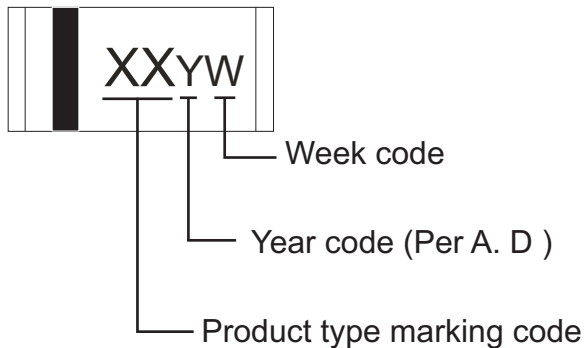 XXYW
Week code
Year code (Per A. D )
Product type marking code